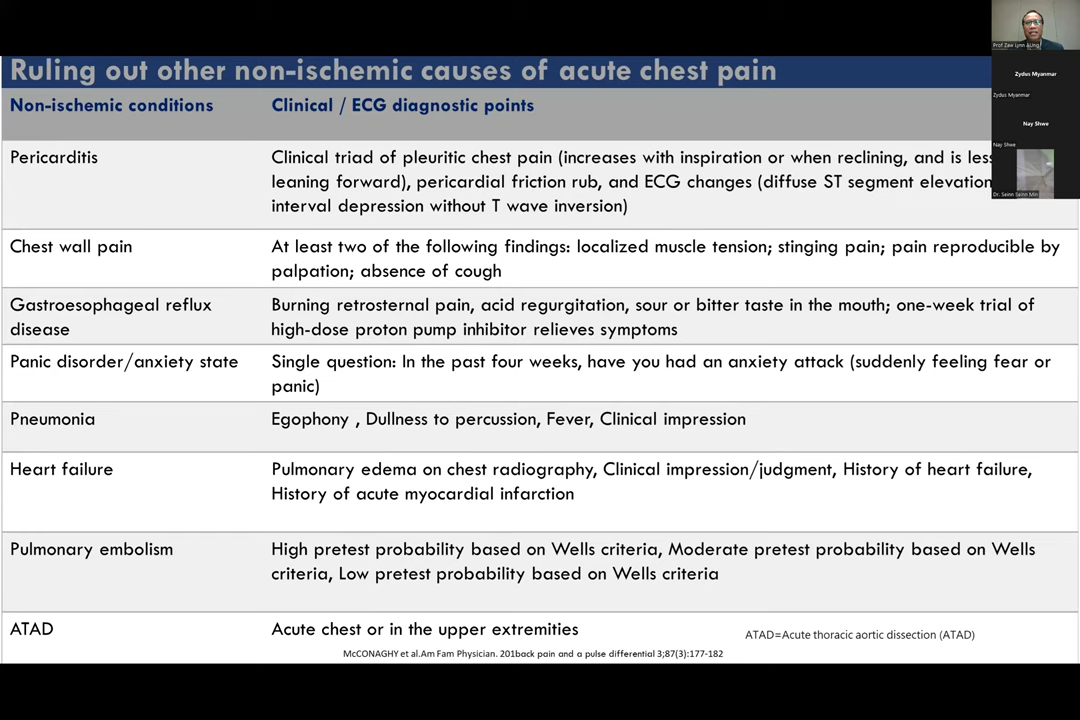 Ruling out other non-ischemic causes of acute chest pain
Non-ischemic conditions
Clinical / ECG diagnostic points
Pericarditis
Clinical triad of pleuritic chest pain (increases with inspiration or when reclining, and is
leaning forward), pericardial friction rub, and ECG changes (diffuse ST segment elevation
interval depression without T wave inversion)
Chest wall pain
At least two of the following findings: localized muscle tension; stinging pain; pain reproducible by
palpation; absence of cough
Gastroesophageal reflux
disease
Burning retrosternal pain, acid regurgitation, sour or bitter taste in the mouth; one-week trial of
high-dose proton pump inhibitor relieves symptoms
Panic disorder/anxiety state
Single question: In the past four weeks, have you had an anxiety attack (suddenly feeling fear or
panic)
Pneumonia
Egophony , Dullness to percussion, Fever, Clinical impression
Heart failure
Pulmonary edema on chest radiography, Clinical impression/judgment, History of heart failure,
History of acute myocardial infarction
Pulmonary embolism
High pretest probability based on Wells criteria, Moderate pretest probability based on Wells
criteria, Low pretest probability based on Wells criteria
ATAD
Acute chest or in the upper extremities
ATAD=Acute thoracic aortic dissection (ATAD)
McCONAGHY et al.Am Fam Physician. 201back pain and a pulse differential 3;87(3):177-182
Prof Zaw Lynn Aung
Zydus Myanmar
Zydus Myanmar
Nay Shwe
Nay Shwe
Dr. Seinn Seinn Min